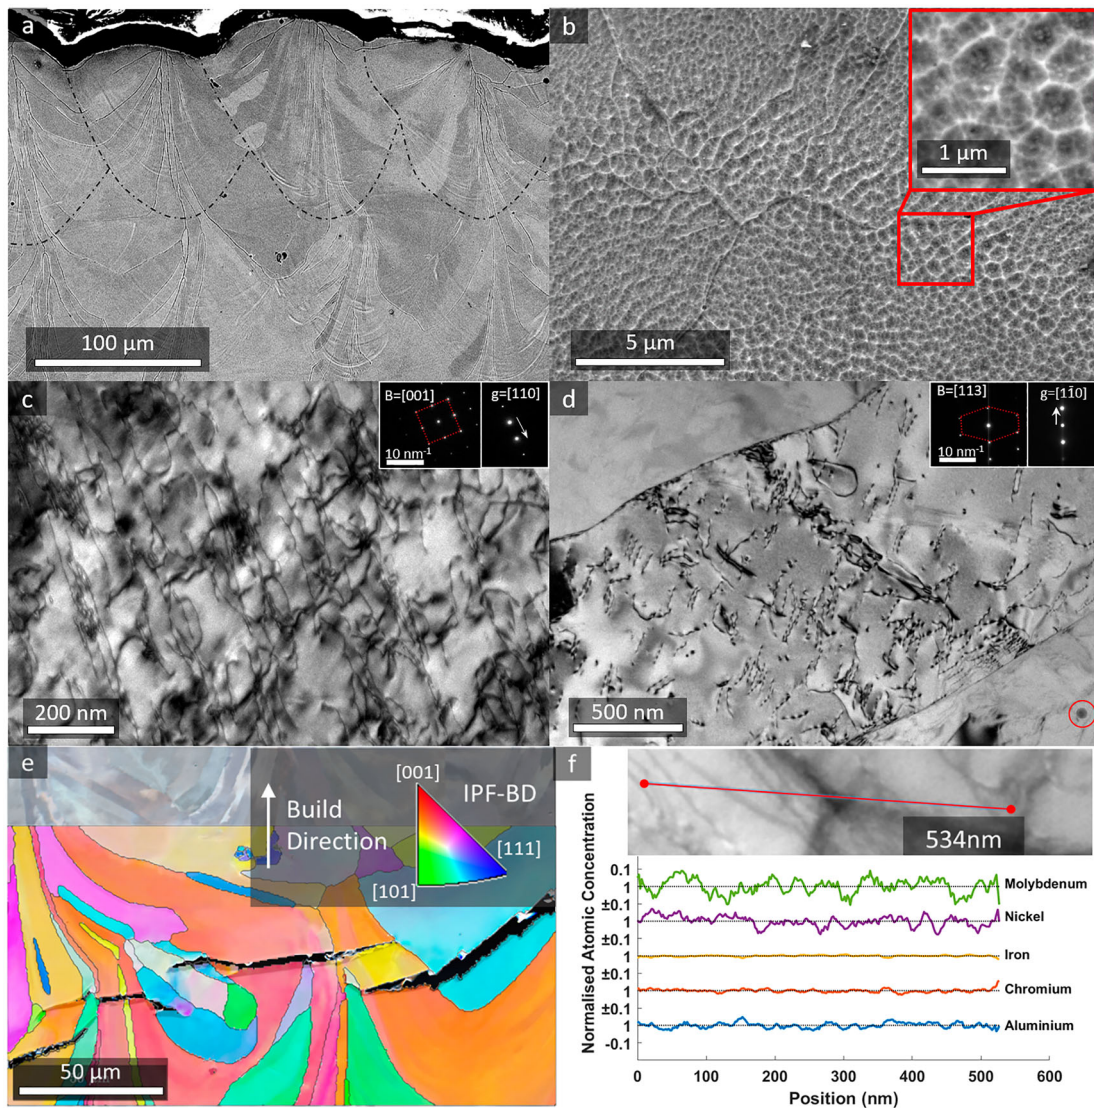 a
100 μm
b
1 μm
5 μm
c
B=[001]
g=[110]
10 nm⁻¹
200 nm
d
B=[113]
g=[11̅0]
10 nm⁻¹
500 nm
e
Build
Direction
[001]
IPF-BD
[111]
[101]
50 μm
f
534nm
Normalised Atomic Concentration
0.1
1
Molybdenum
±0.1
1
Nickel
±0.1
1
Iron
±0.1
1
Chromium
±0.1
1
Aluminium
-0.1
0 100 200 300 400 500 600
Position (nm)